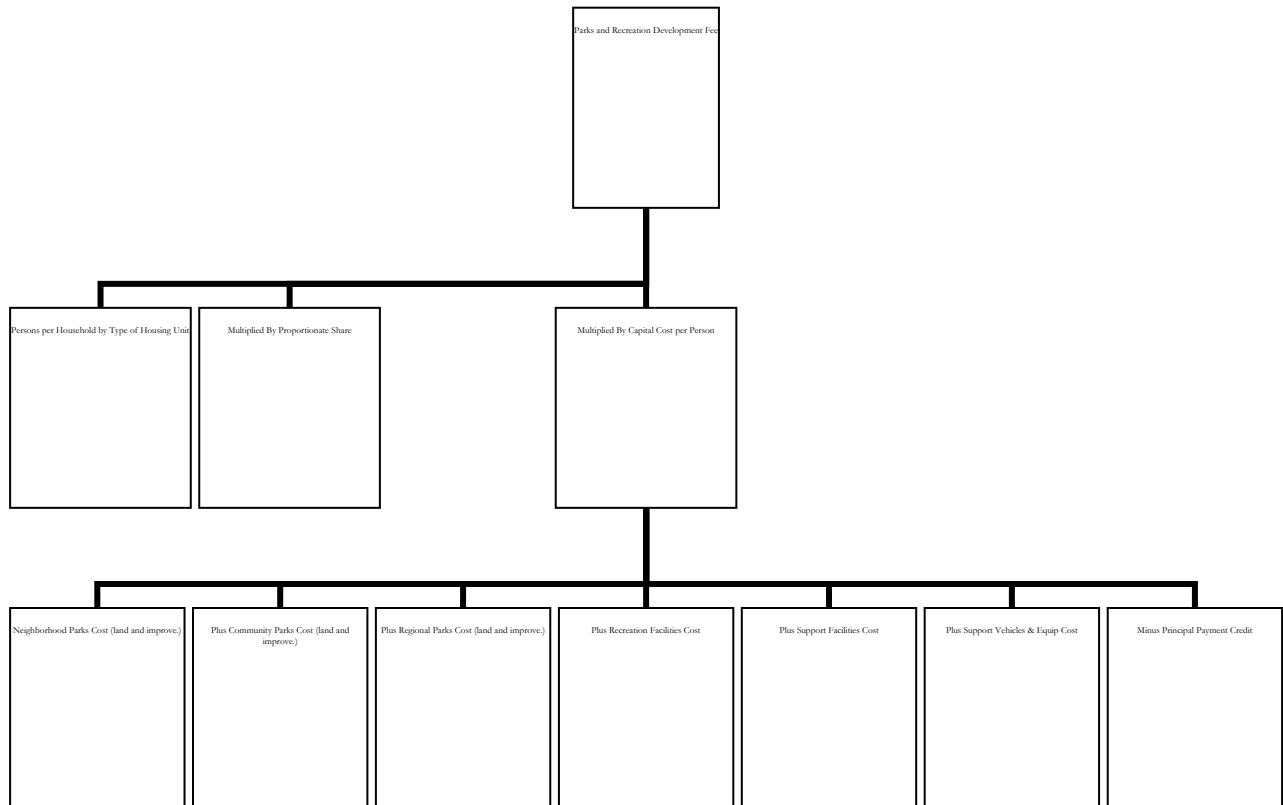 Parks and Recreation Development Fee
Persons per Household by Type of Housing Unit
Multiplied By Proportionate Share
Multiplied By Capital Cost per Person
Neighborhood Parks Cost (land and improve.)
Plus Community Parks Cost (land and
improve.)
Plus Regional Parks Cost (land and improve.)
Plus Recreation Facilities Cost
Plus Support Facilities Cost
Plus Support Vehicles & Equip Cost
Minus Principal Payment Credit